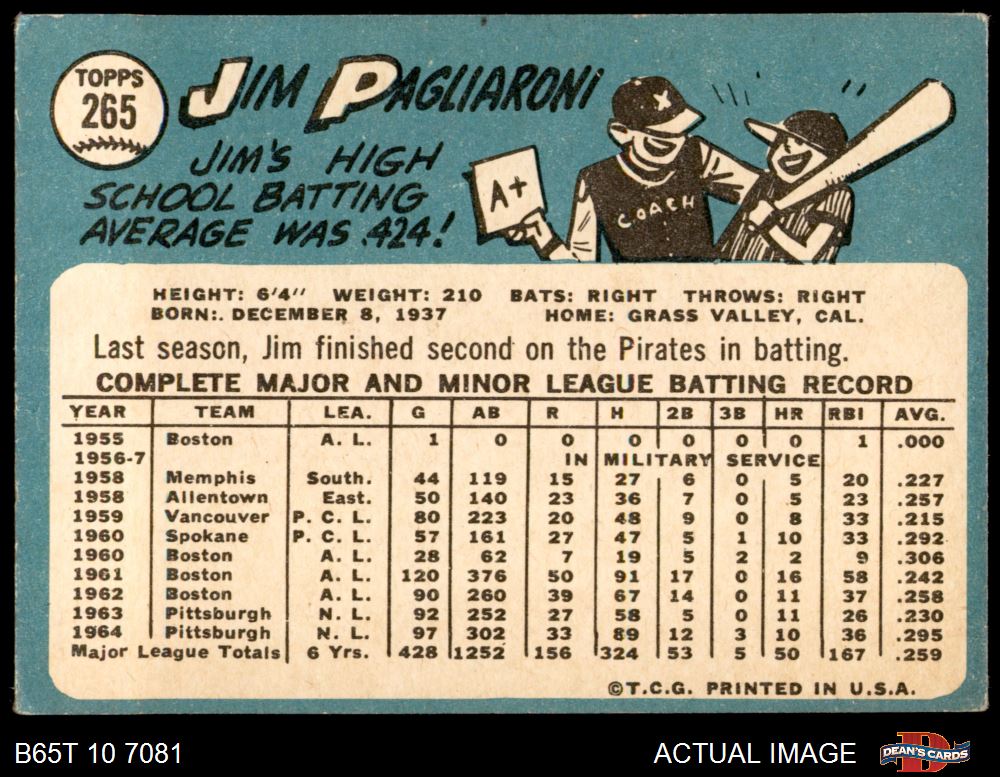 TOPPS
265
JIM PAGLIARONI
JIM'S HIGH
SCHOOL BATTING
AVERAGE WAS .424!
A+
COACH
HEIGHT: 6'4" WEIGHT: 210 BATS: RIGHT THROWS: RIGHT
BORN:. DECEMBER 8, 1937 HOME: GRASS VALLEY, CAL.
Last season, Jim finished second on the Pirates in batting.
COMPLETE MAJOR AND MINOR LEAGUE BATTING RECORD
YEAR TEAM LEA. G AB R H 2B 3B HR RBI AVG.
1955 Boston A. L. 1 0 0 0 0 0 0 1 .000
1956-7 IN MILITARY SERVICE
1958 Memphis South. 44 119 15 27 6 0 5 20 .227
1958 Allentown East. 50 140 23 36 7 0 5 23 .257
1959 Vancouver P. C. L. 80 223 20 48 9 0 8 33 .215
1960 Spokane P. C. L. 57 161 27 47 5 1 10 33 .292
1960 Boston A. L. 28 62 7 19 5 2 2 9 .306
1961 Boston A. L. 120 376 50 91 17 0 16 58 .242
1962 Boston A. L. 90 260 39 67 14 0 11 37 .258
1963 Pittsburgh N. L. 92 252 27 58 5 0 11 26 .230
1964 Pittsburgh N. L. 97 302 33 89 12 3 10 36 .295
Major League Totals 6 Yrs. 428 1252 156 324 53 5 50 167 .259
©T.C.G. PRINTED IN U.S.A.
B65T 10 7081 ACTUAL IMAGE
DEAN'S CARDS